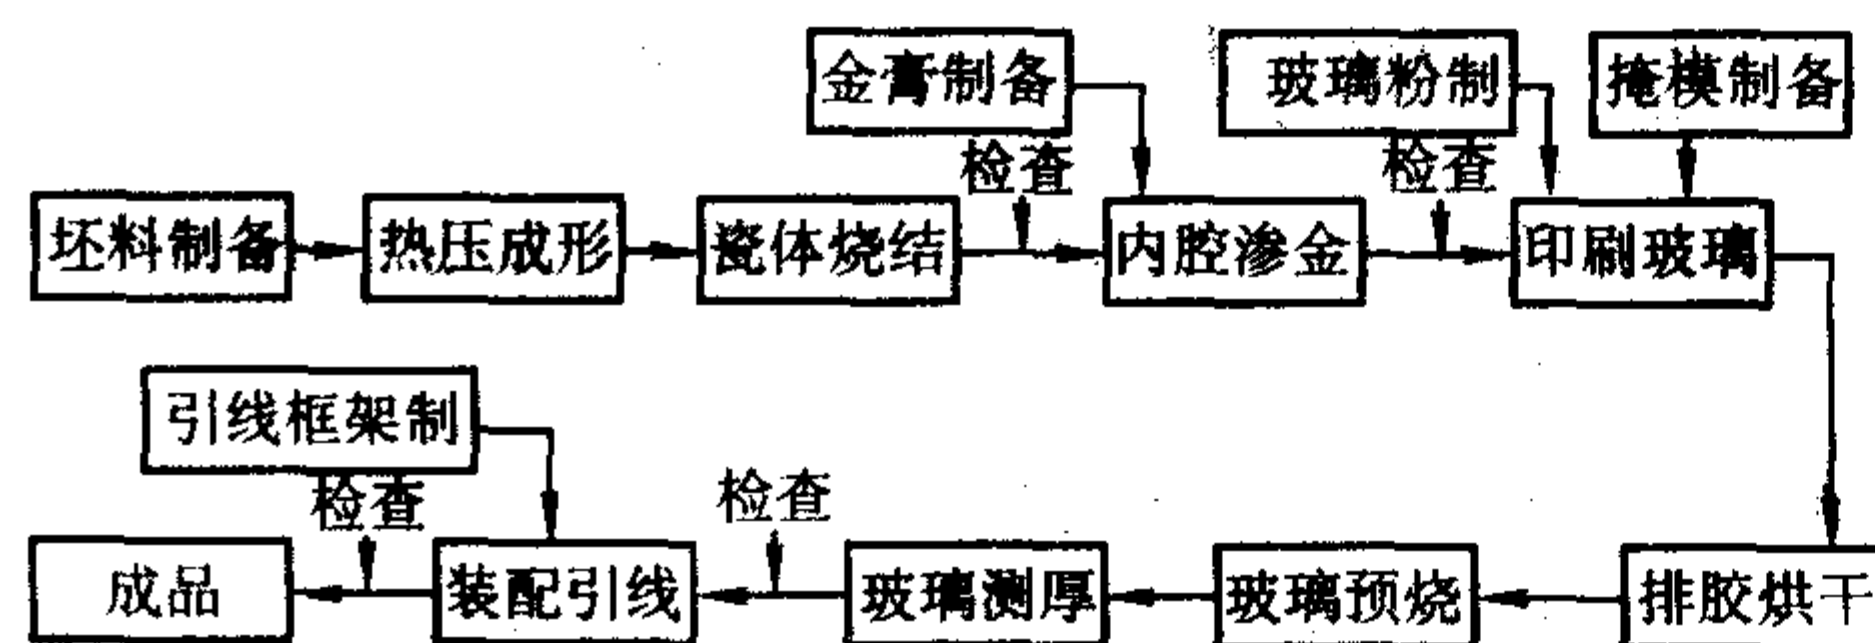 金膏制备 玻璃粉制 掩模制备
检查 检查
坯料制备 热压成形 瓷体烧结 内腔渗金 印刷玻璃
引线框架制
检查 检查
成品 装配引线 玻璃测厚 玻璃预烧 排胶烘干